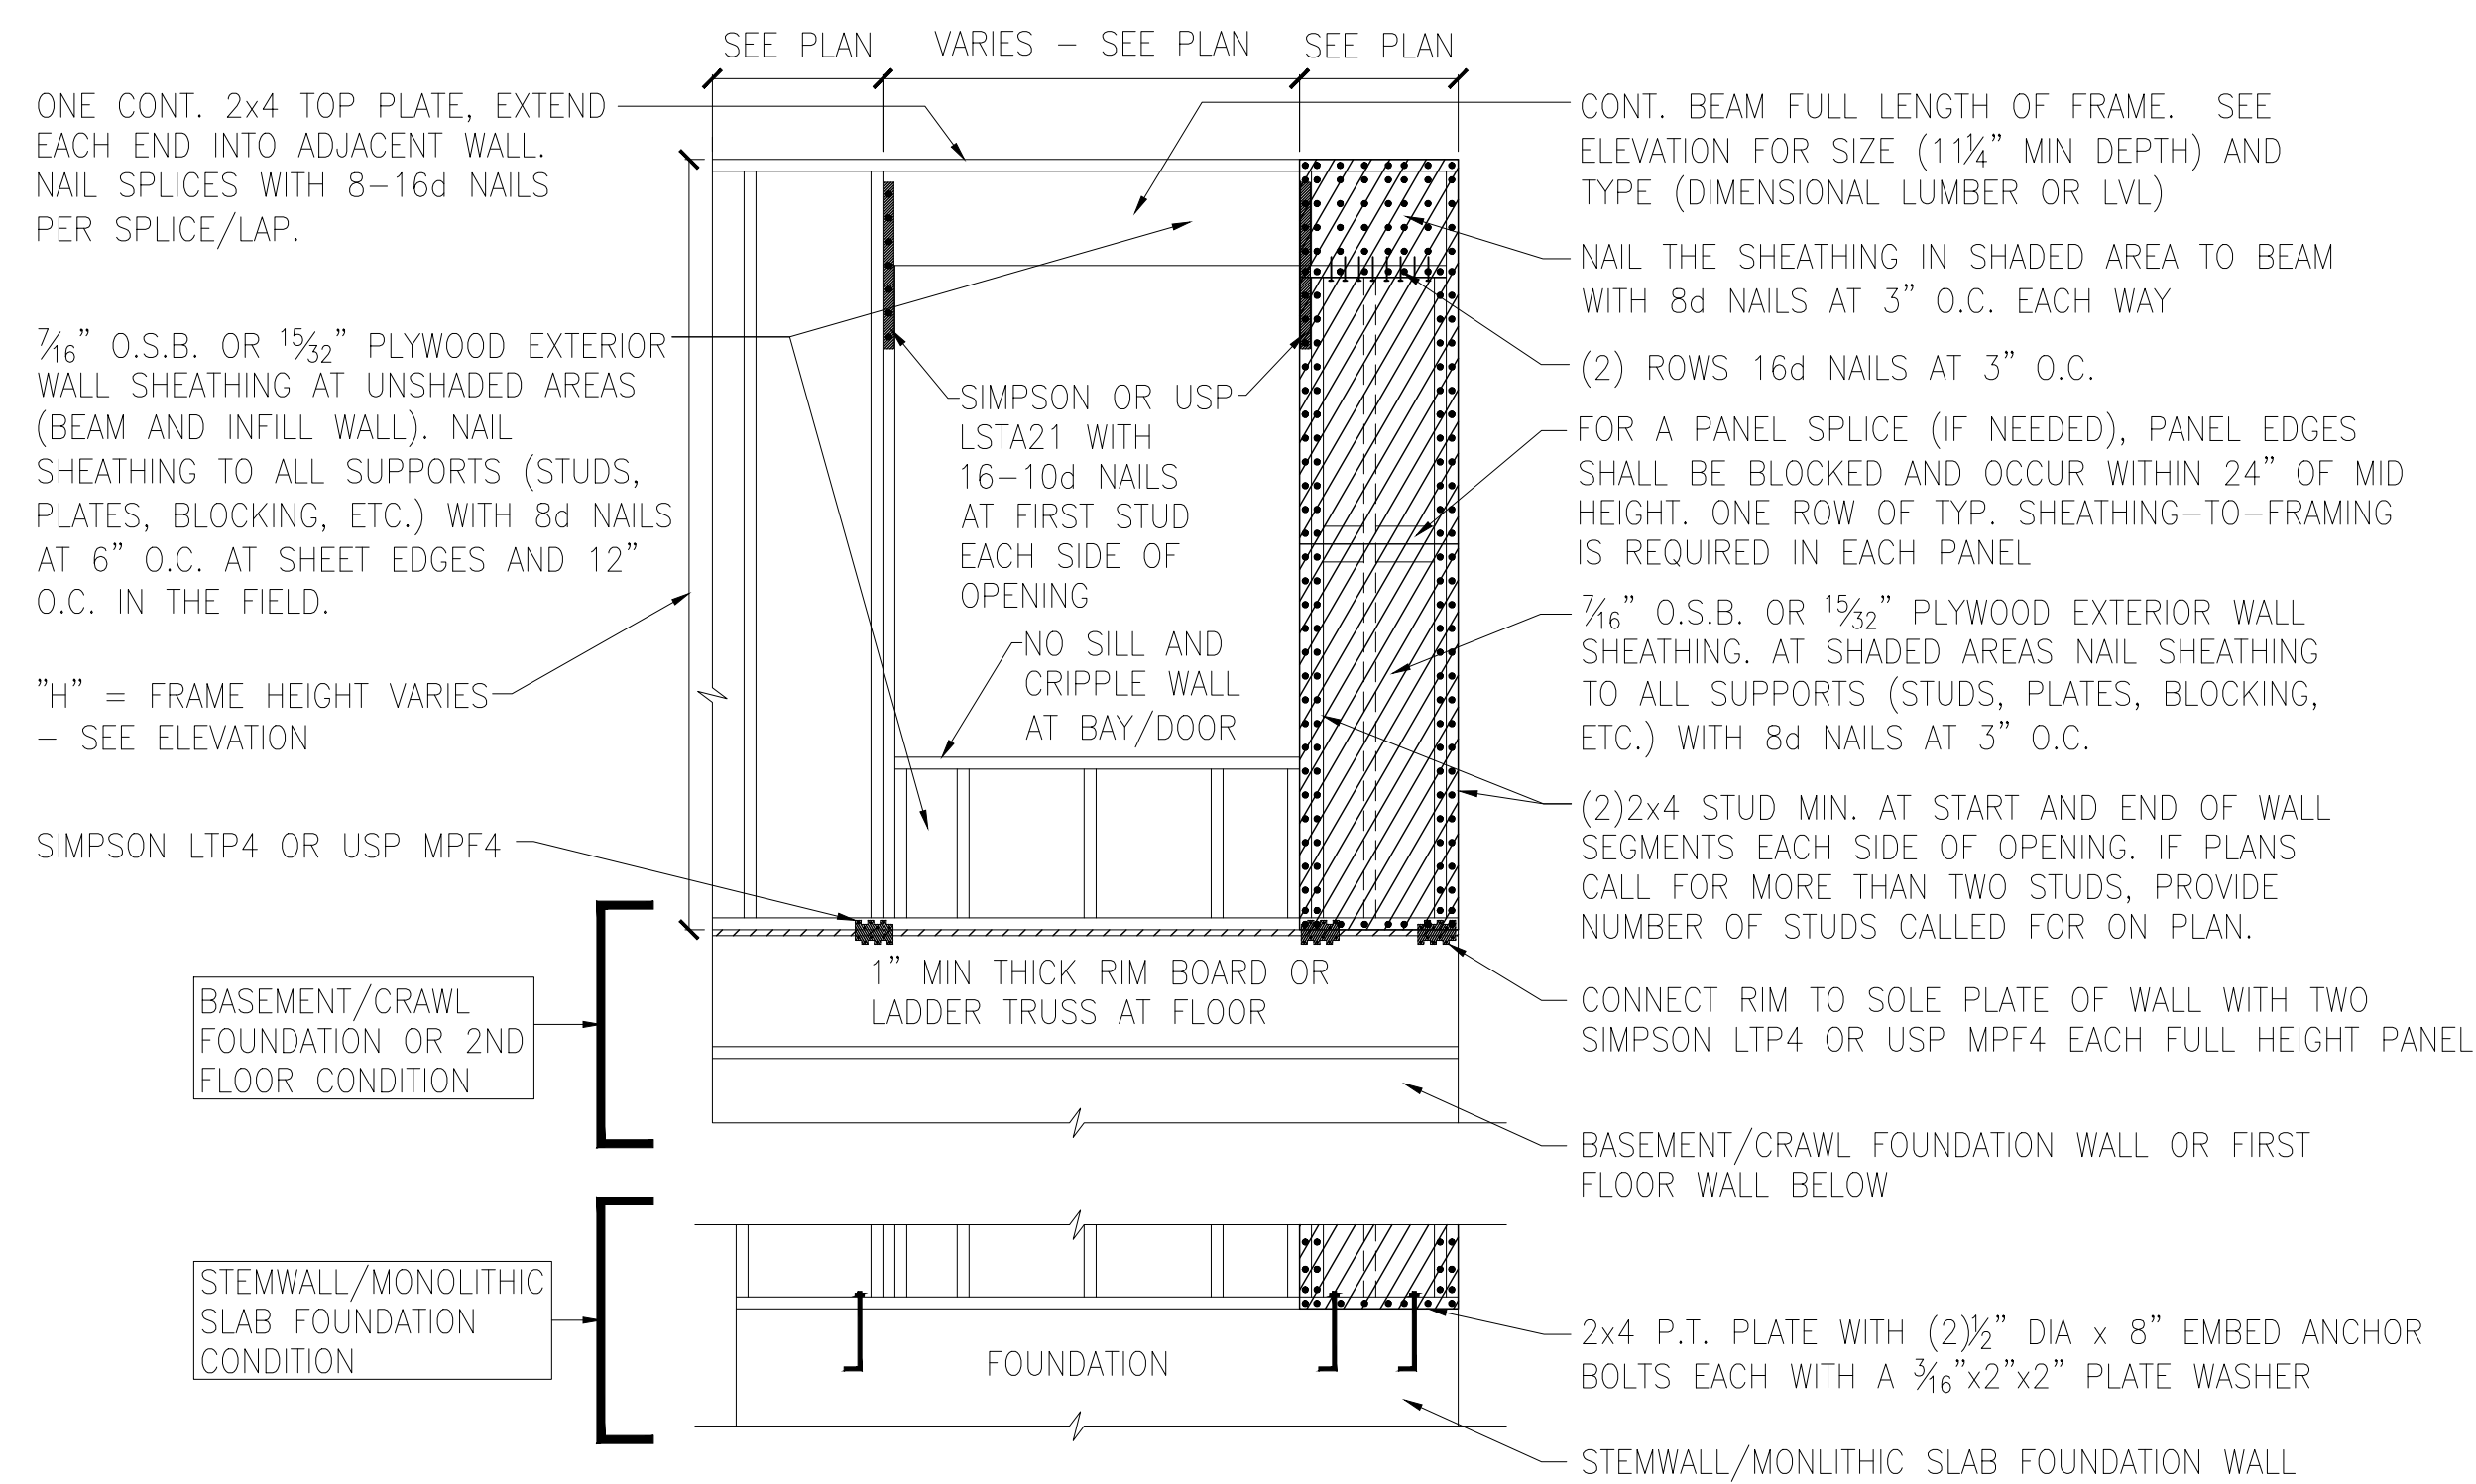 SEE PLAN
VARIES – SEE PLAN
SEE PLAN
ONE CONT. 2x4 TOP PLATE, EXTEND
EACH END INTO ADJACENT WALL.
NAIL SPLICES WITH 8–16d NAILS
PER SPLICE/LAP.
7/16" O.S.B. OR 15/32" PLYWOOD EXTERIOR
WALL SHEATHING AT UNSHADED AREAS
(BEAM AND INFILL WALL). NAIL
SHEATHING TO ALL SUPPORTS (STUDS,
PLATES, BLOCKING, ETC.) WITH 8d NAILS
AT 6" O.C. AT SHEET EDGES AND 12"
O.C. IN THE FIELD.
"H" = FRAME HEIGHT VARIES
– SEE ELEVATION
SIMPSON LTP4 OR USP MPF4
BASEMENT/CRAWL
FOUNDATION OR 2ND
FLOOR CONDITION
STEMWALL/MONOLITHIC
SLAB FOUNDATION
CONDITION
SIMPSON OR USP
LSTA21 WITH
16–10d NAILS
AT FIRST STUD
EACH SIDE OF
OPENING
NO SILL AND
CRIPPLE WALL
AT BAY/DOOR
1" MIN THICK RIM BOARD OR
LADDER TRUSS AT FLOOR
FOUNDATION
CONT. BEAM FULL LENGTH OF FRAME. SEE
ELEVATION FOR SIZE (11 1/4" MIN DEPTH) AND
TYPE (DIMENSIONAL LUMBER OR LVL)
NAIL THE SHEATHING IN SHADED AREA TO BEAM
WITH 8d NAILS AT 3" O.C. EACH WAY
(2) ROWS 16d NAILS AT 3" O.C.
FOR A PANEL SPLICE (IF NEEDED), PANEL EDGES
SHALL BE BLOCKED AND OCCUR WITHIN 24" OF MID
HEIGHT. ONE ROW OF TYP. SHEATHING–TO–FRAMING
IS REQUIRED IN EACH PANEL
7/16" O.S.B. OR 15/32" PLYWOOD EXTERIOR WALL
SHEATHING. AT SHADED AREAS NAIL SHEATHING
TO ALL SUPPORTS (STUDS, PLATES, BLOCKING,
ETC.) WITH 8d NAILS AT 3" O.C.
(2)2x4 STUD MIN. AT START AND END OF WALL
SEGMENTS EACH SIDE OF OPENING. IF PLANS
CALL FOR MORE THAN TWO STUDS, PROVIDE
NUMBER OF STUDS CALLED FOR ON PLAN.
CONNECT RIM TO SOLE PLATE OF WALL WITH TWO
SIMPSON LTP4 OR USP MPF4 EACH FULL HEIGHT PANEL
BASEMENT/CRAWL FOUNDATION WALL OR FIRST
FLOOR WALL BELOW
2x4 P.T. PLATE WITH (2)1/2" DIA x 8" EMBED ANCHOR
BOLTS EACH WITH A 3/16"x2"x2" PLATE WASHER
STEMWALL/MONLITHIC SLAB FOUNDATION WALL